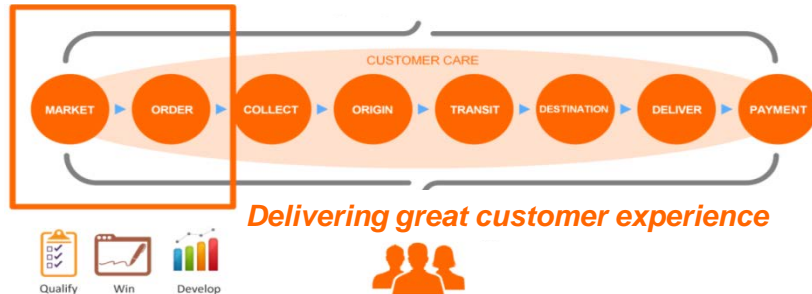 CUSTOMER CARE
MARKET ORDER COLLECT ORIGIN TRANSIT DESTINATION DELIVER PAYMENT
Delivering great customer experience
Qualify Win Develop